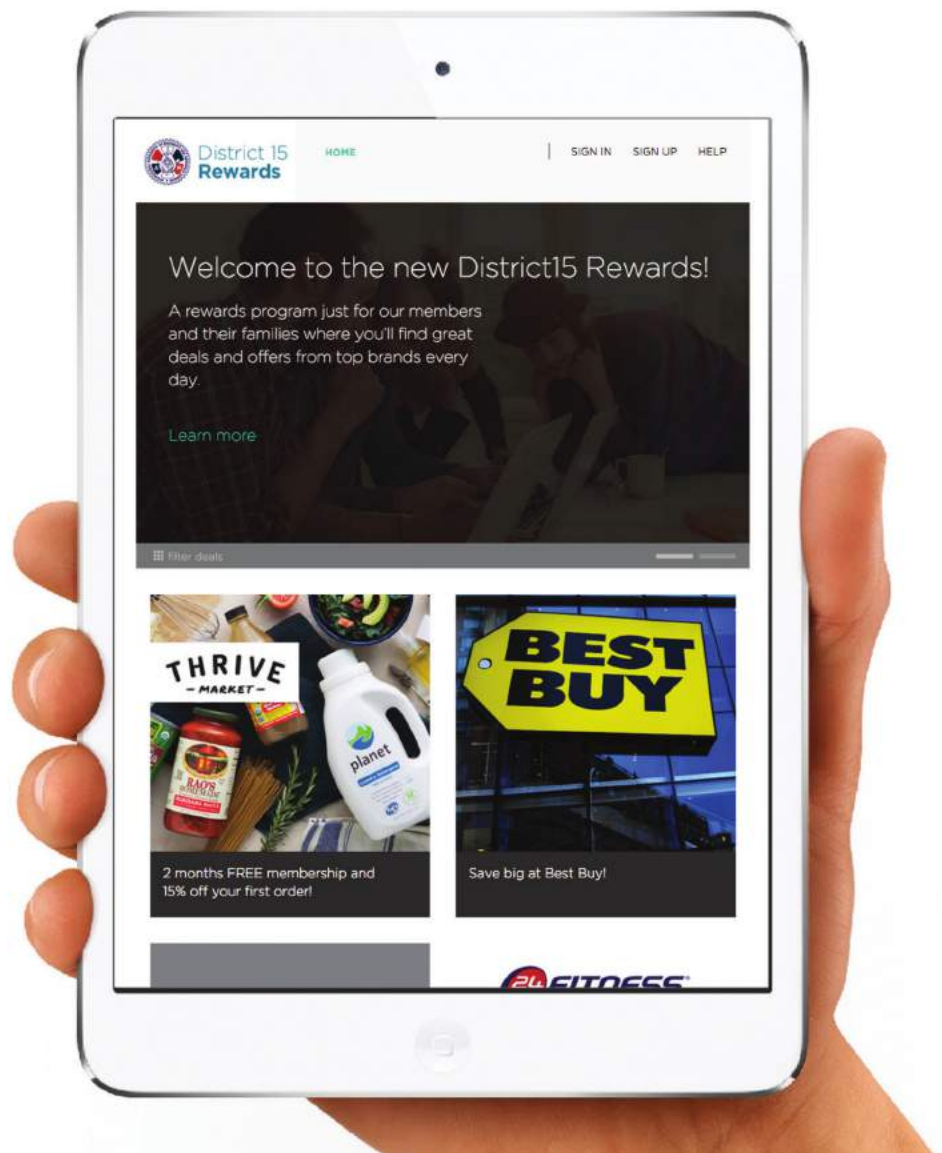 District 15
Rewards
HOME
SIGN IN SIGN UP HELP
Welcome to the new District15 Rewards!
A rewards program just for our members
and their families where you'll find great
deals and offers from top brands every
day.
Learn more
filter deals
THRIVE
- MARKET -
RAO'S
HOMEMADE
planet
BEST
BUY
2 months FREE membership and
15% off your first order!
Save big at Best Buy!
24 FITNESS